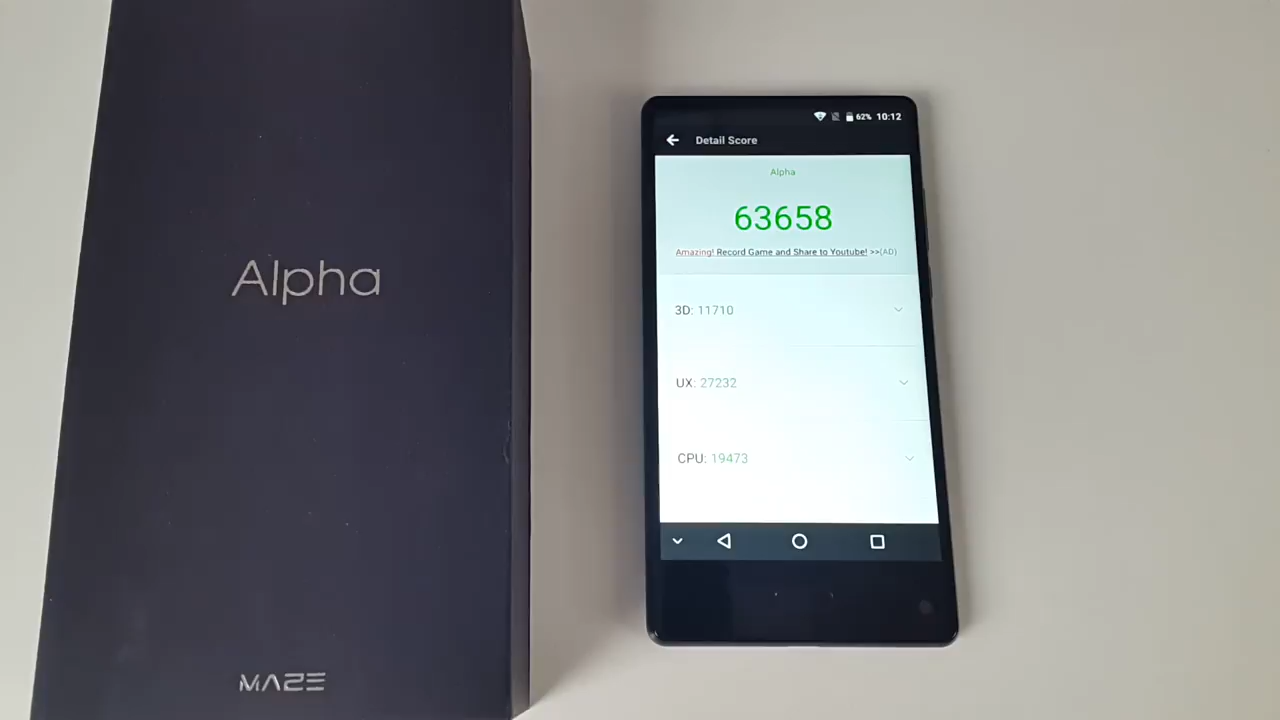 Alpha
MAZE
62% 10:12
Detail Score
Alpha
63658
Amazing! Record Game and Share to Youtube! >>(AD)
3D: 11710
UX: 27232
CPU: 19473